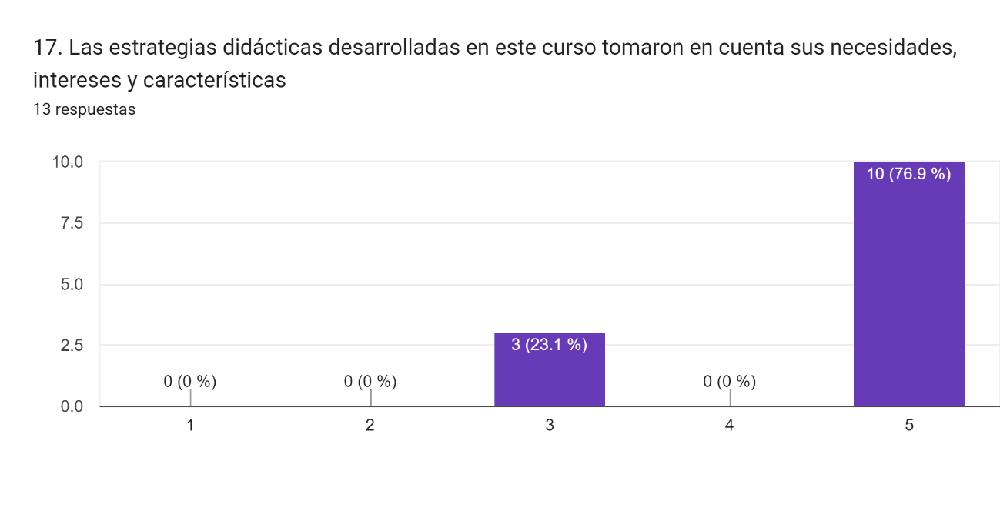 17. Las estrategias didácticas desarrolladas en este curso tomaron en cuenta sus necesidades,
intereses y características
13 respuestas
10.0
10 (76.9 %)
7.5
5.0
2.5
3 (23.1 %)
0 (0 %)
0 (0 %)
0 (0 %)
0.0
1
2
3
4
5